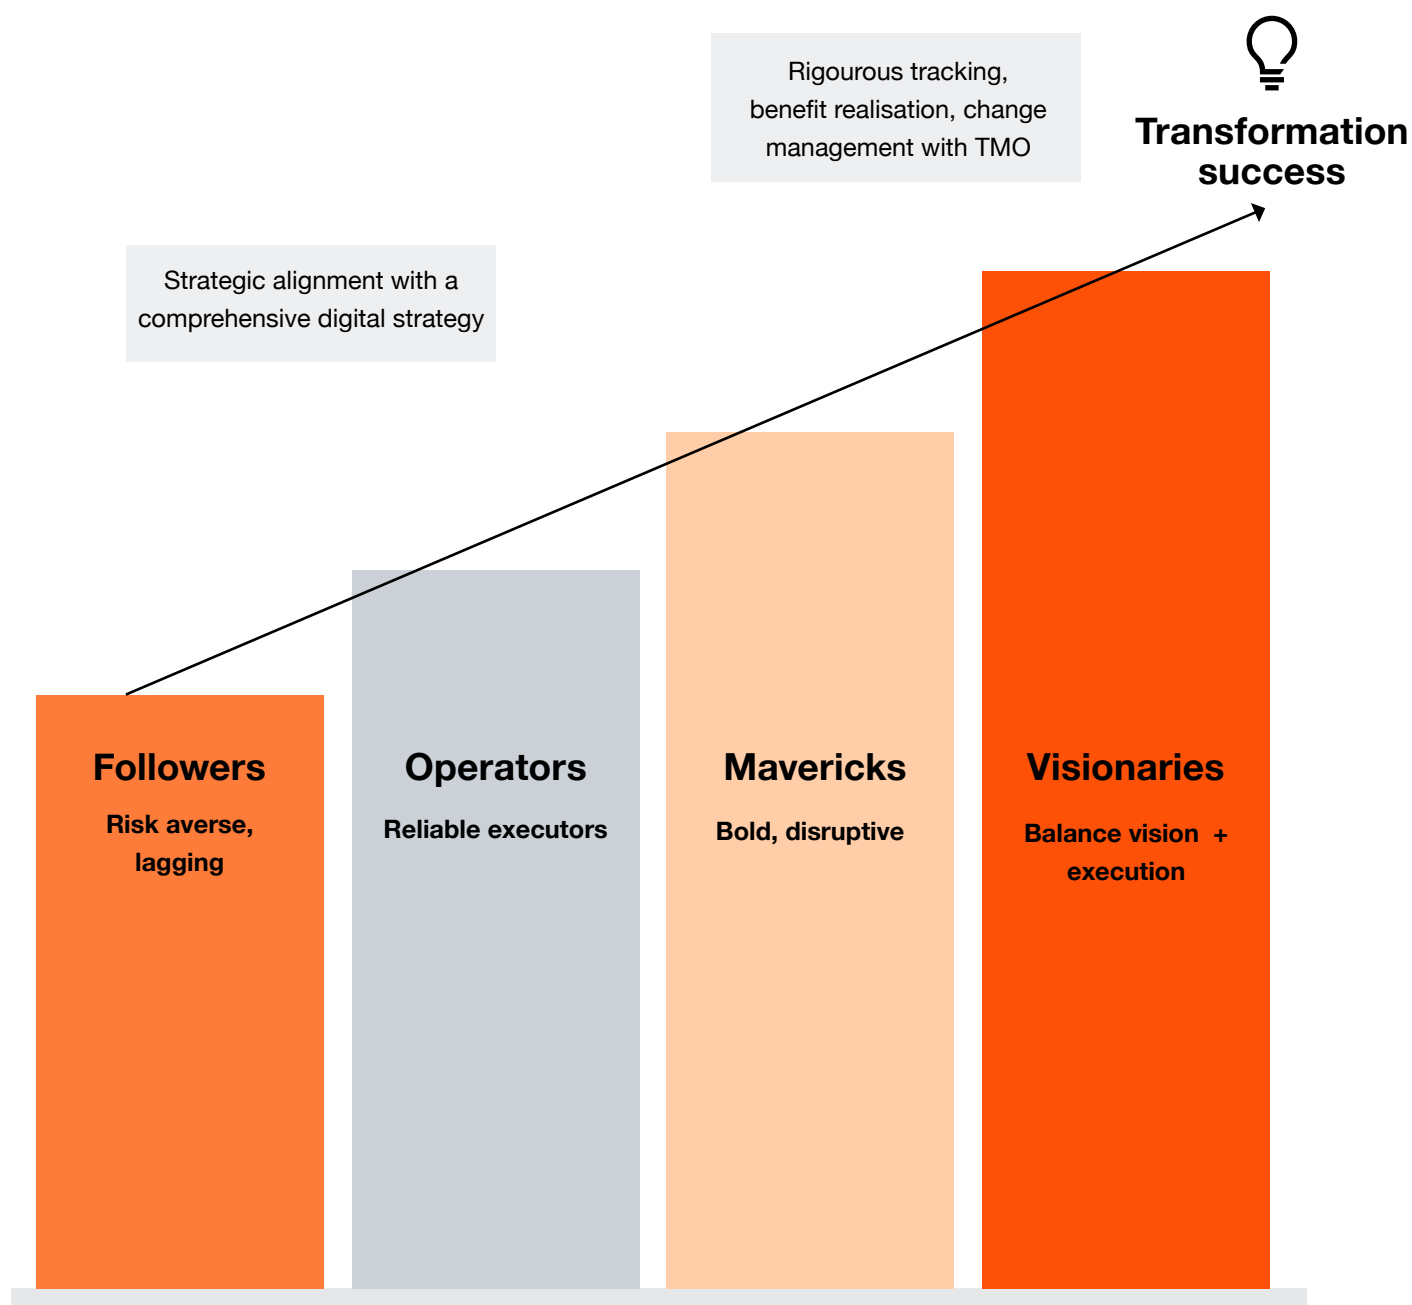 Rigourous tracking,
benefit realisation, change
management with TMO
Transformation
success
Strategic alignment with a
comprehensive digital strategy
Followers
Risk averse,
lagging
Operators
Reliable executors
Mavericks
Bold, disruptive
Visionaries
Balance vision +
execution